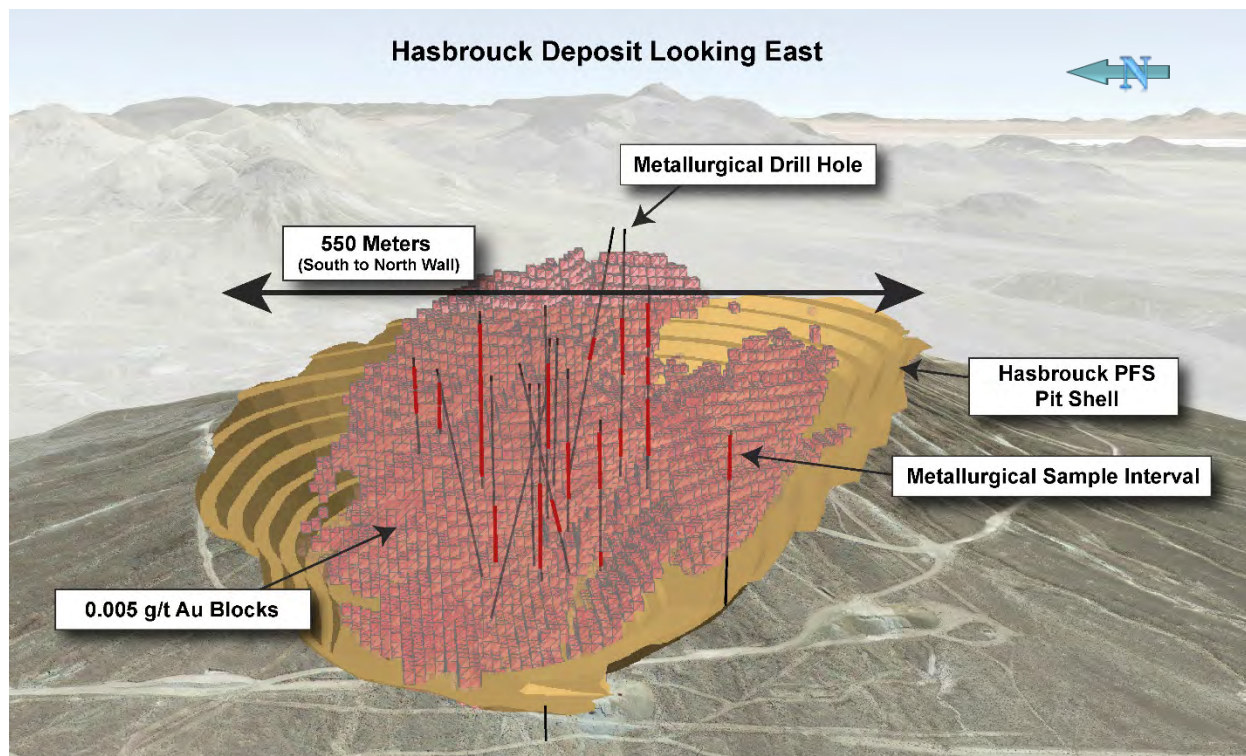 Hasbrouck Deposit Looking East
N
Metallurgical Drill Hole
550 Meters
(South to North Wall)
Hasbrouck PFS
Pit Shell
Metallurgical Sample Interval
0.005 g/t Au Blocks